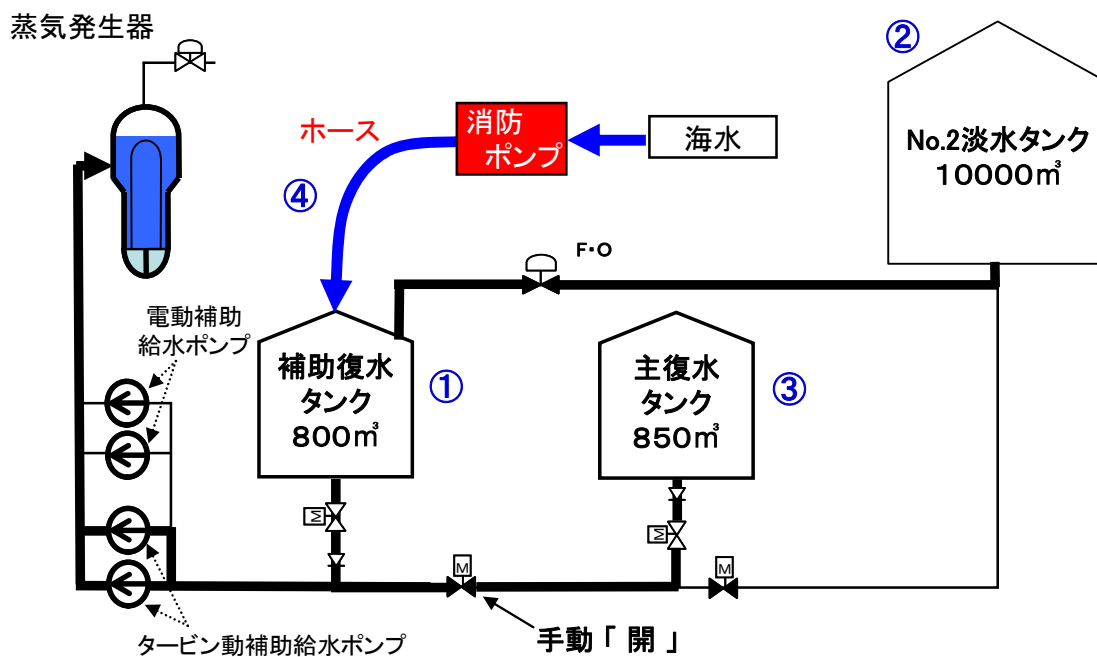 蒸気発生器
②
No.2淡水タンク
10000㎥
消防
ポンプ
海水
ホース
④
F・O
電動補助
給水ポンプ
補助復水
タンク
800㎥
①
主復水
タンク
850㎥
③
M
M
M
M
手動「 開 」
タービン動補助給水ポンプ